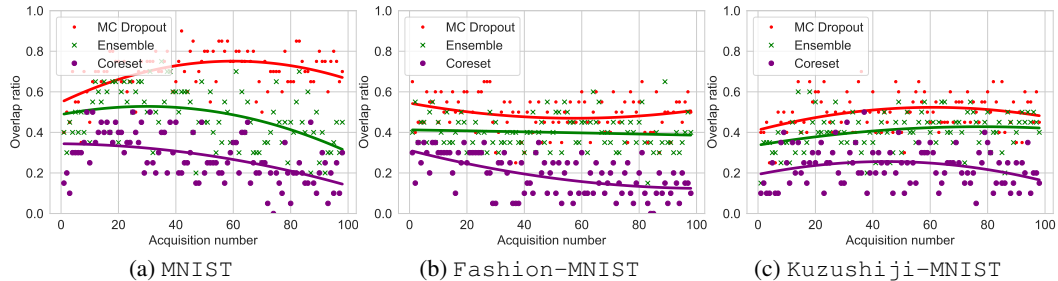 1.0
0.8
0.6
0.4
0.2
0.0
Overlap ratio
MC Dropout
Ensemble
Coreset
0 20 40 60 80 100
Acquisition number
(a) MNIST
1.0
0.8
0.6
0.4
0.2
0.0
Overlap ratio
MC Dropout
Ensemble
Coreset
0 20 40 60 80 100
Acquisition number
(b) Fashion-MNIST
1.0
0.8
0.6
0.4
0.2
0.0
Overlap ratio
MC Dropout
Ensemble
Coreset
0 20 40 60 80 100
Acquisition number
(c) Kuzushiji-MNIST